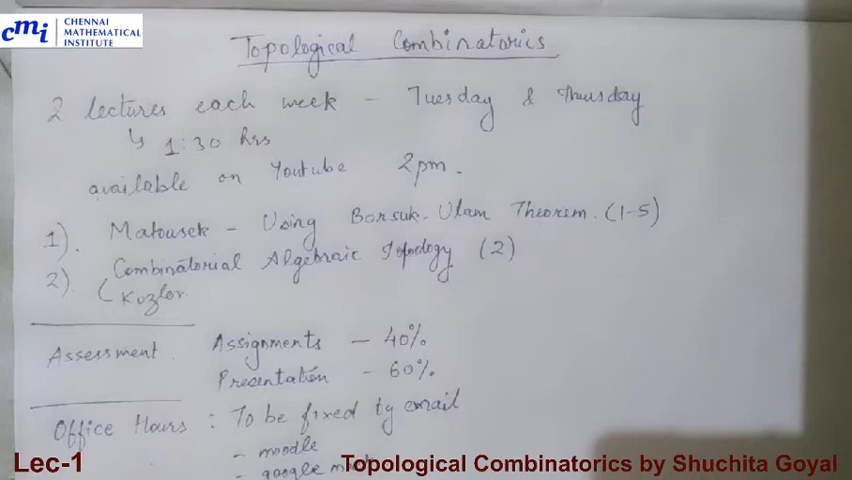 cmi CHENNAI
MATHEMATICAL
INSTITUTE
Topological Combinatorics
2 lectures each week - Tuesday & Thursday
↳ 1:30 hrs
available on Youtube 2pm.
1). Matousek - Using Borsuk-Ulam Theorem. (1-5)
2). Combinatorial Algebraic Topology (2)
(Kozlov.
Assessment. Assignments - 40%
Presentation - 60%.
Office Hours : To be fixed by email
- moodle
- google
Lec-1
Topological Combinatorics by Shuchita Goyal